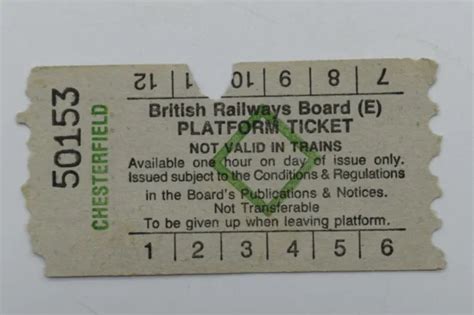 12 11 10 9 8 7
British Railways Board (E)
PLATFORM TICKET
NOT VALID IN TRAINS
Available one hour on day of issue only.
Issued subject to the Conditions & Regulations
in the Board's Publications & Notices.
Not Transferable
To be given up when leaving platform.
1 2 3 4 5 6
50153
CHESTERFIELD